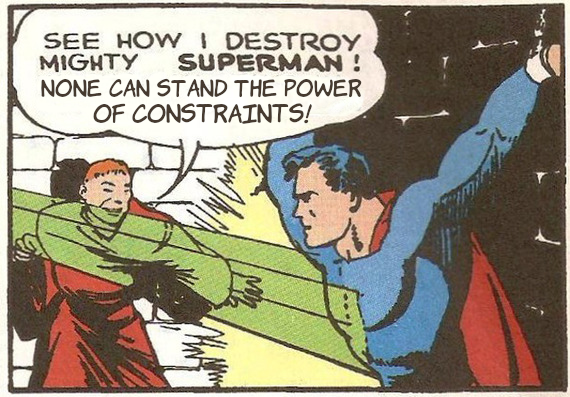 SEE HOW I DESTROY
MIGHTY SUPERMAN!
NONE CAN STAND THE POWER
OF CONSTRAINTS!